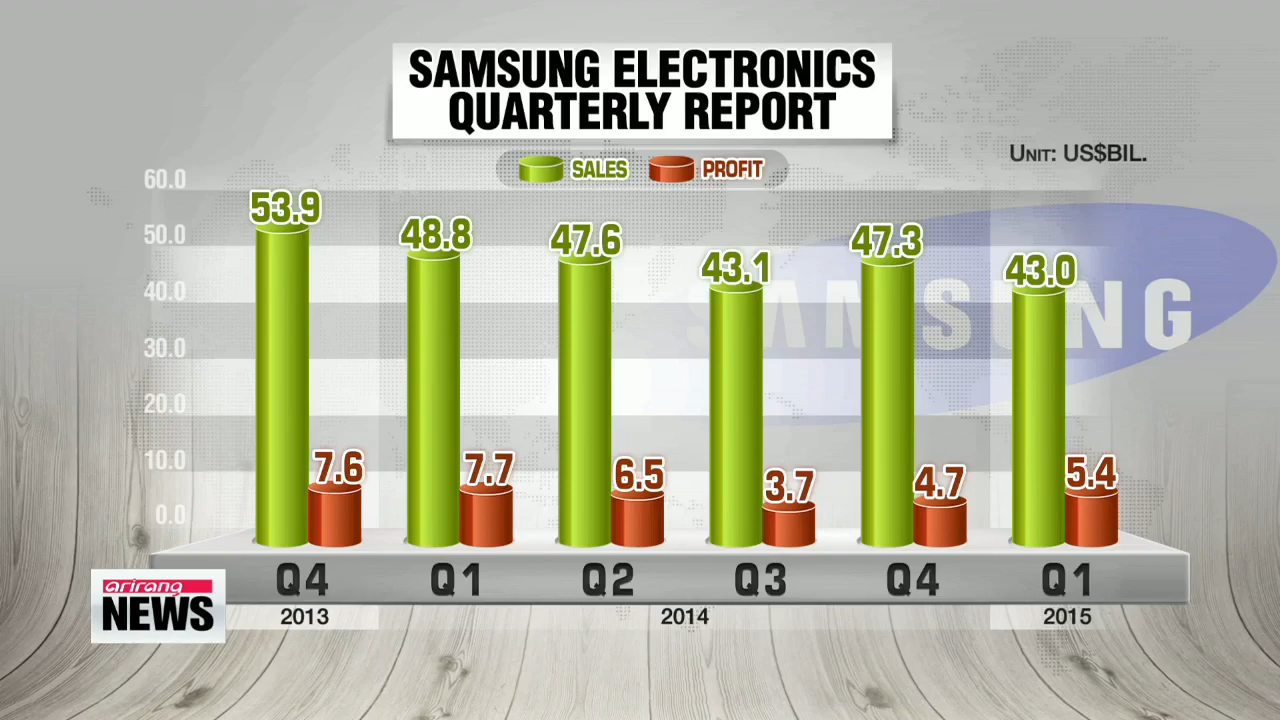 SAMSUNG ELECTRONICS
QUARTERLY REPORT
SALES PROFIT
UNIT: US$BIL.
60.0
50.0
40.0
30.0
20.0
10.0
0.0
53.9 48.8 47.6 43.1 47.3 43.0
SAMSUNG
7.6 7.7 6.5 3.7 4.7 5.4
Q4 Q1 Q2 Q3 Q4 Q1
2013 2014 2015
arirang
NEWS